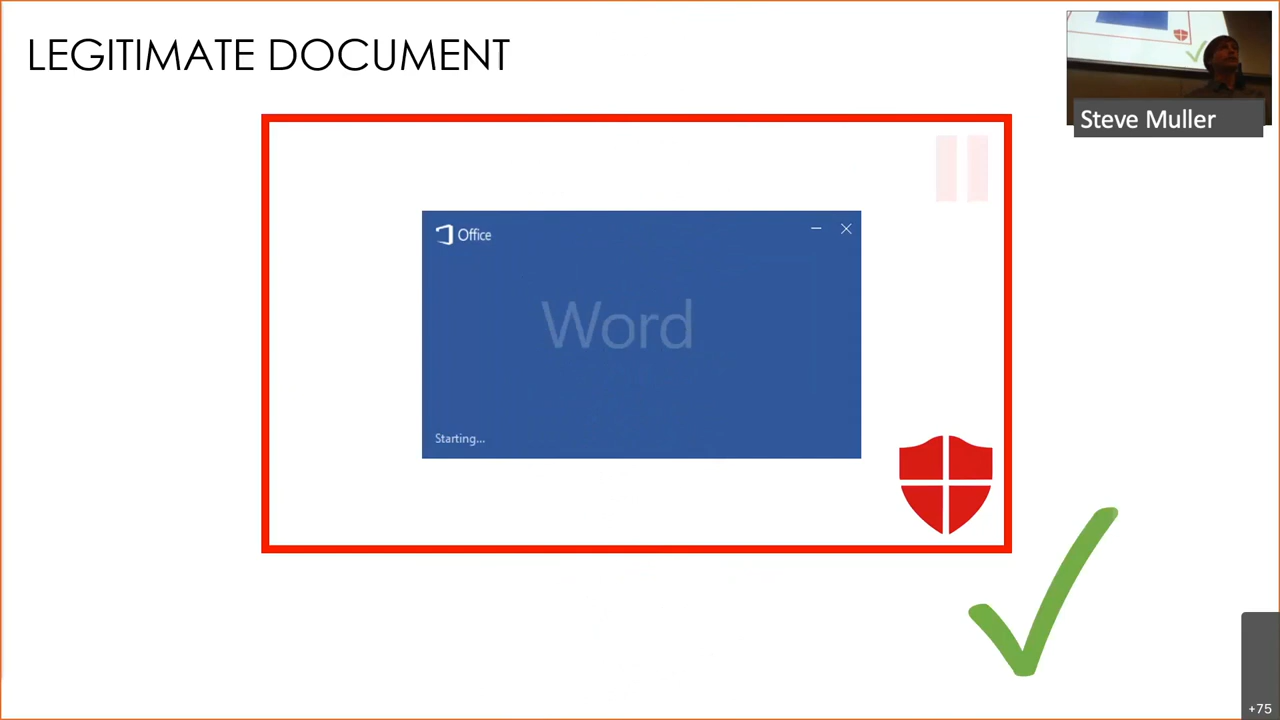 LEGITIMATE DOCUMENT
Steve Muller
Office
Word
Starting...
+75